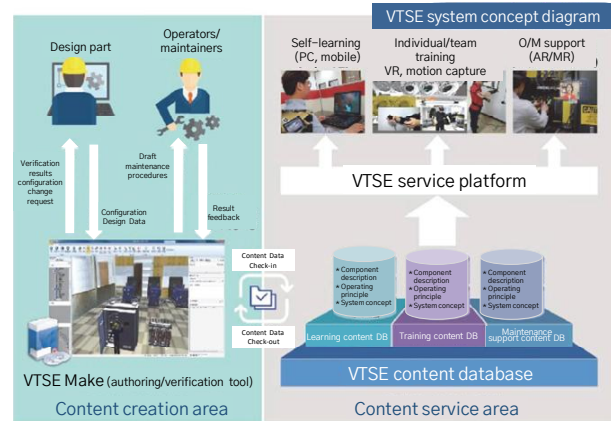 VTSE system concept diagram
Design part
Operators/
maintainers
Self-learning
(PC, mobile)
Individual/team
training
VR, motion capture
O/M support
(AR/MR)
Verification
results
configuration
change
request
Configuration
Design Data
Draft
maintenance
procedures
Result
feedback
VTSE service platform
Content Data
Check-in
Content Data
Check-out
★ Component
description
★ Operating
principle
★ System concept
★ Component
description
★ Operating
principle
★ System concept
★ Component
description
★ Operating
principle
★ System concept
Learning content DB
Training content DB
Maintenance
support content DB
VTSE content database
VTSE Make (authoring/verification tool)
Content creation area
Content service area